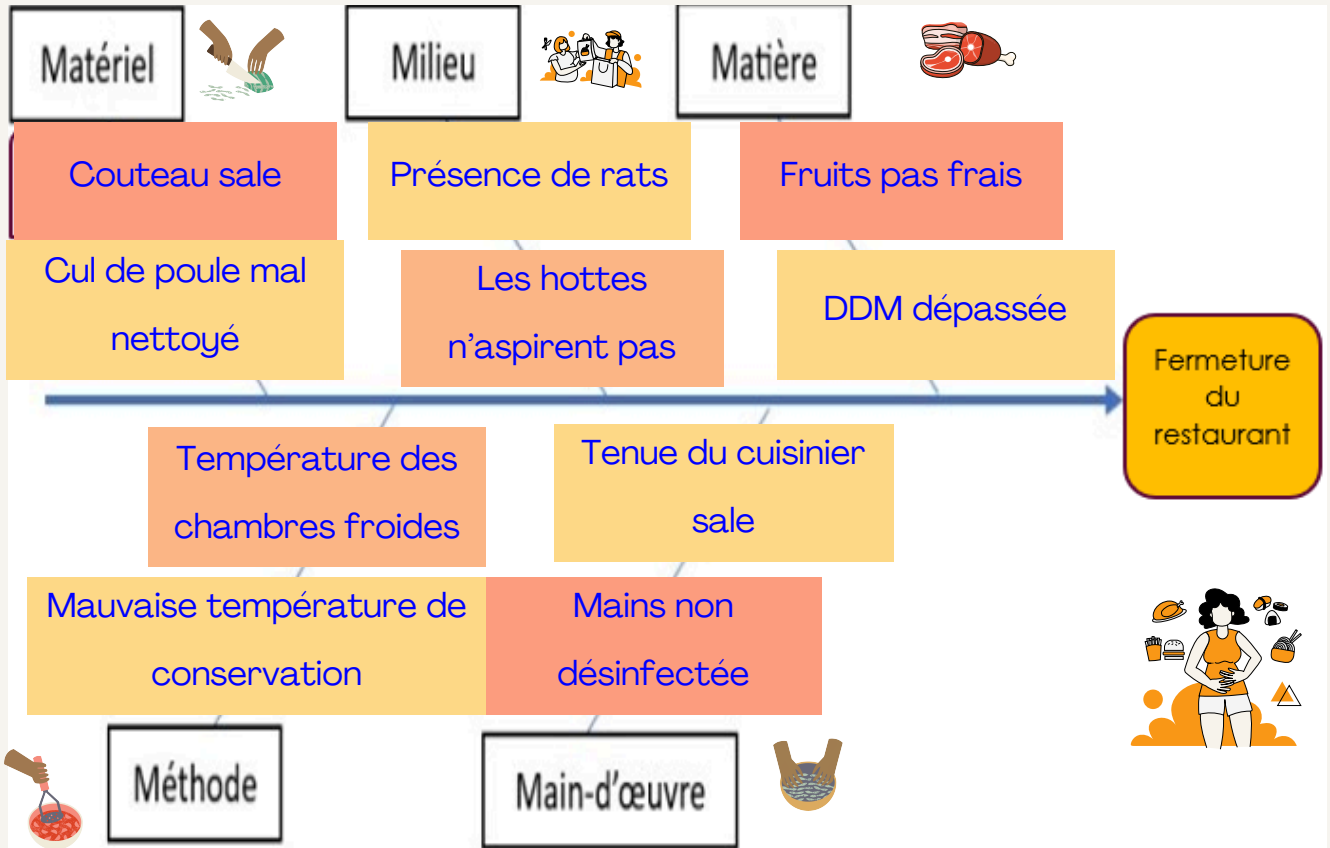 Matériel
Milieu
Matière
Couteau sale
Présence de rats
Fruits pas frais
Cul de poule mal
nettoyé
Les hottes
n'aspirent pas
DDM dépassée
Fermeture
du
restaurant
Température des
chambres froides
Tenue du cuisinier
sale
Mauvaise température de
conservation
Mains non
désinfectée
Méthode
Main-d'œuvre